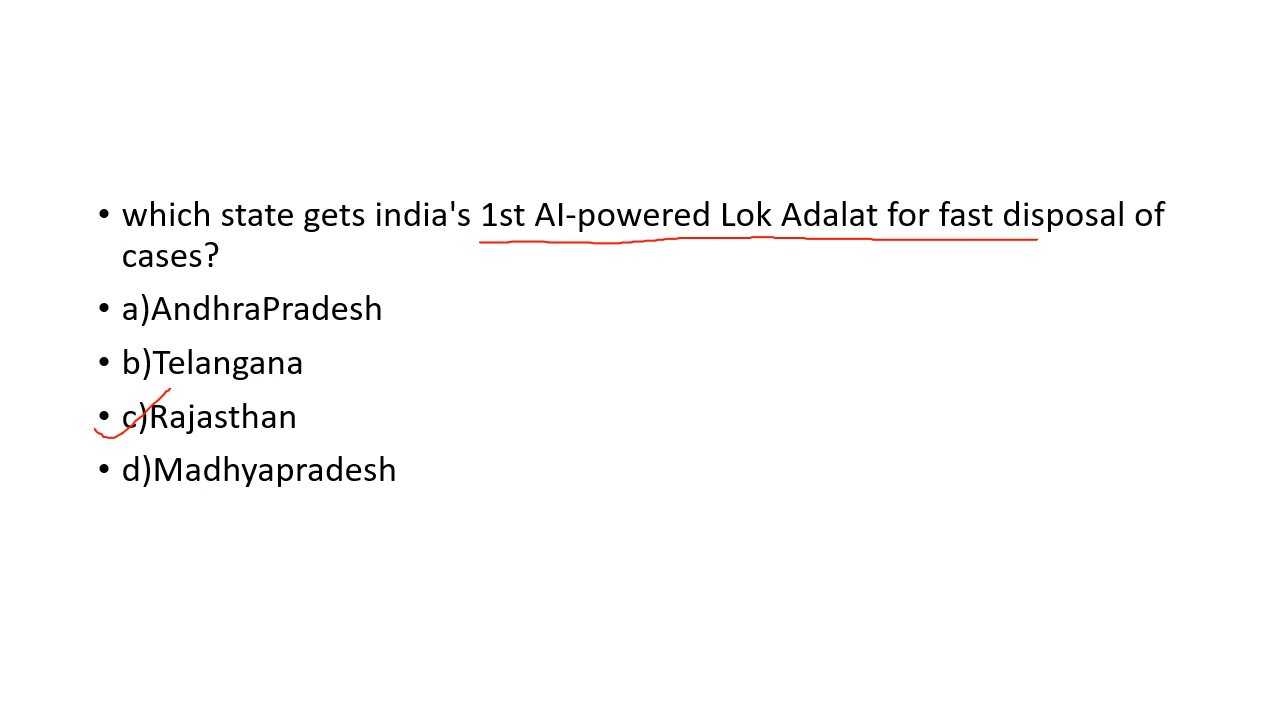 • which state gets india's 1st AI-powered Lok Adalat for fast disposal of
cases?
• a)AndhraPradesh
• b)Telangana
• c)Rajasthan
• d)Madhyapradesh